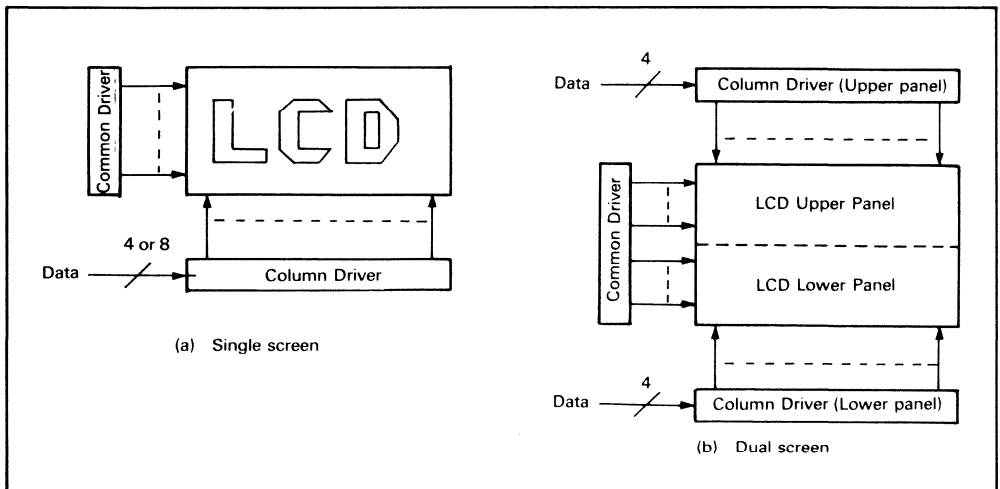 Common Driver
LCD
4 or 8
Data
Column Driver
(a) Single screen
4
Data
Column Driver (Upper panel)
Common Driver
LCD Upper Panel
LCD Lower Panel
4
Data
Column Driver (Lower panel)
(b) Dual screen